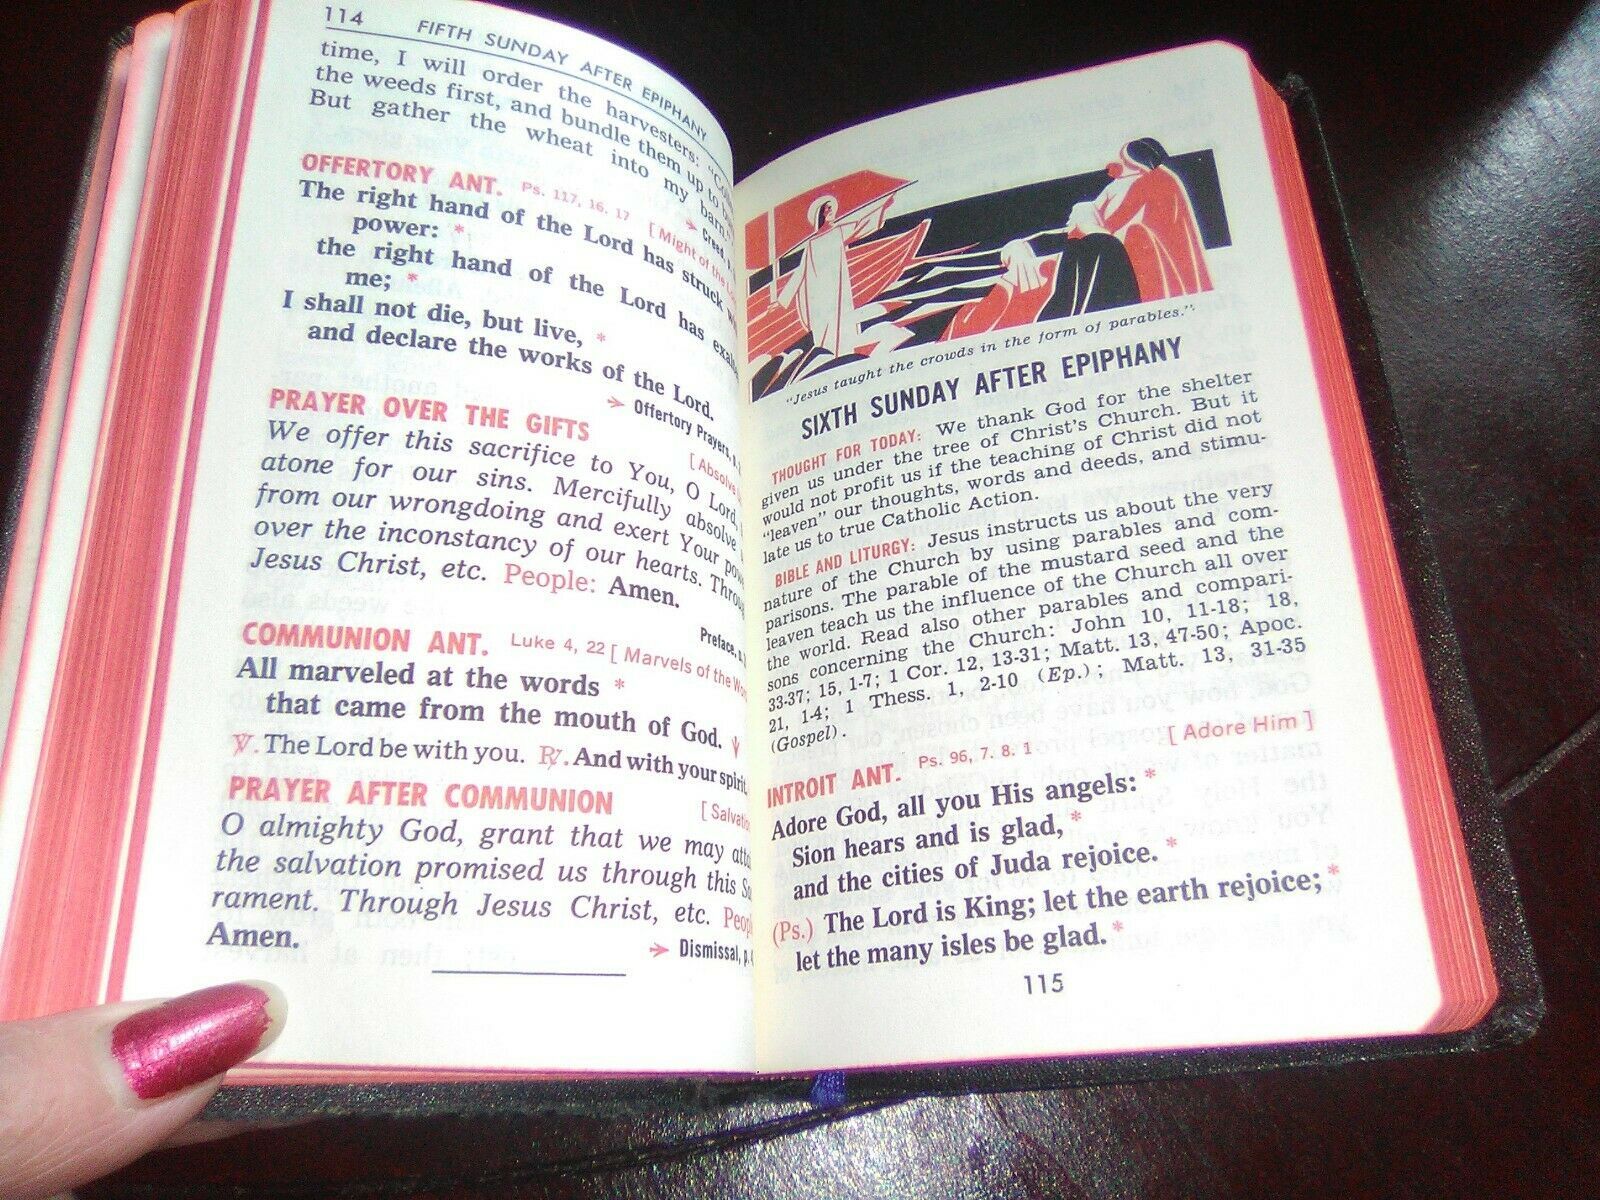 114 FIFTH SUNDAY AFTER EPIPHANY
time, I will order the harvesters:
the weeds first, and bundle them up to
But gather the wheat into my barn
→ Creed,
OFFERTORY ANT. Ps. 117, 16. 17 [ Might of the
The right hand of the Lord has struck
power: *
the right hand of the Lord has
me; *
I shall not die, but live, *
and declare the works of the Lord.
→ Offertory Prayers,
PRAYER OVER THE GIFTS [ Absolve
We offer this sacrifice to You, O Lord,
atone for our sins. Mercifully absolve
from our wrongdoing and exert Your
over the inconstancy of our hearts.
Jesus Christ, etc. People: Amen.
Preface,
COMMUNION ANT. Luke 4, 22 [ Marvels of the
All marveled at the words *
that came from the mouth of God.
℣. The Lord be with you. ℟. And with your spirit.
PRAYER AFTER COMMUNION
O almighty God, grant that we may
the salvation promised us through this
rament. Through Jesus Christ, etc.
Amen.
→ Dismissal, p.
"Jesus taught the crowds in the form of parables."
SIXTH SUNDAY AFTER EPIPHANY
THOUGHT FOR TODAY: We thank God for the shelter
given us under the tree of Christ's Church. But it
would not profit us if the teaching of Christ did not
"leaven" our thoughts, words and deeds, and stimu-
late us to true Catholic Action.
BIBLE AND LITURGY: Jesus instructs us about the very
nature of the Church by using parables and com-
parisons. The parable of the mustard seed and the
leaven teach us the influence of the Church all over
the world. Read also other parables and compari-
sons concerning the Church: John 10, 11-18; 18,
33-37; 15, 1-7; 1 Cor. 12, 13-31; Matt. 13, 47-50; Apoc.
21, 1-4; 1 Thess. 1, 2-10 (Ep.); Matt. 13, 31-35
(Gospel).
INTROIT ANT. Ps. 96, 7. 8. 1 [ Adore Him ]
Adore God, all you His angels: *
Sion hears and is glad, *
and the cities of Juda rejoice. *
(Ps.) The Lord is King; let the earth rejoice; *
let the many isles be glad. *
115